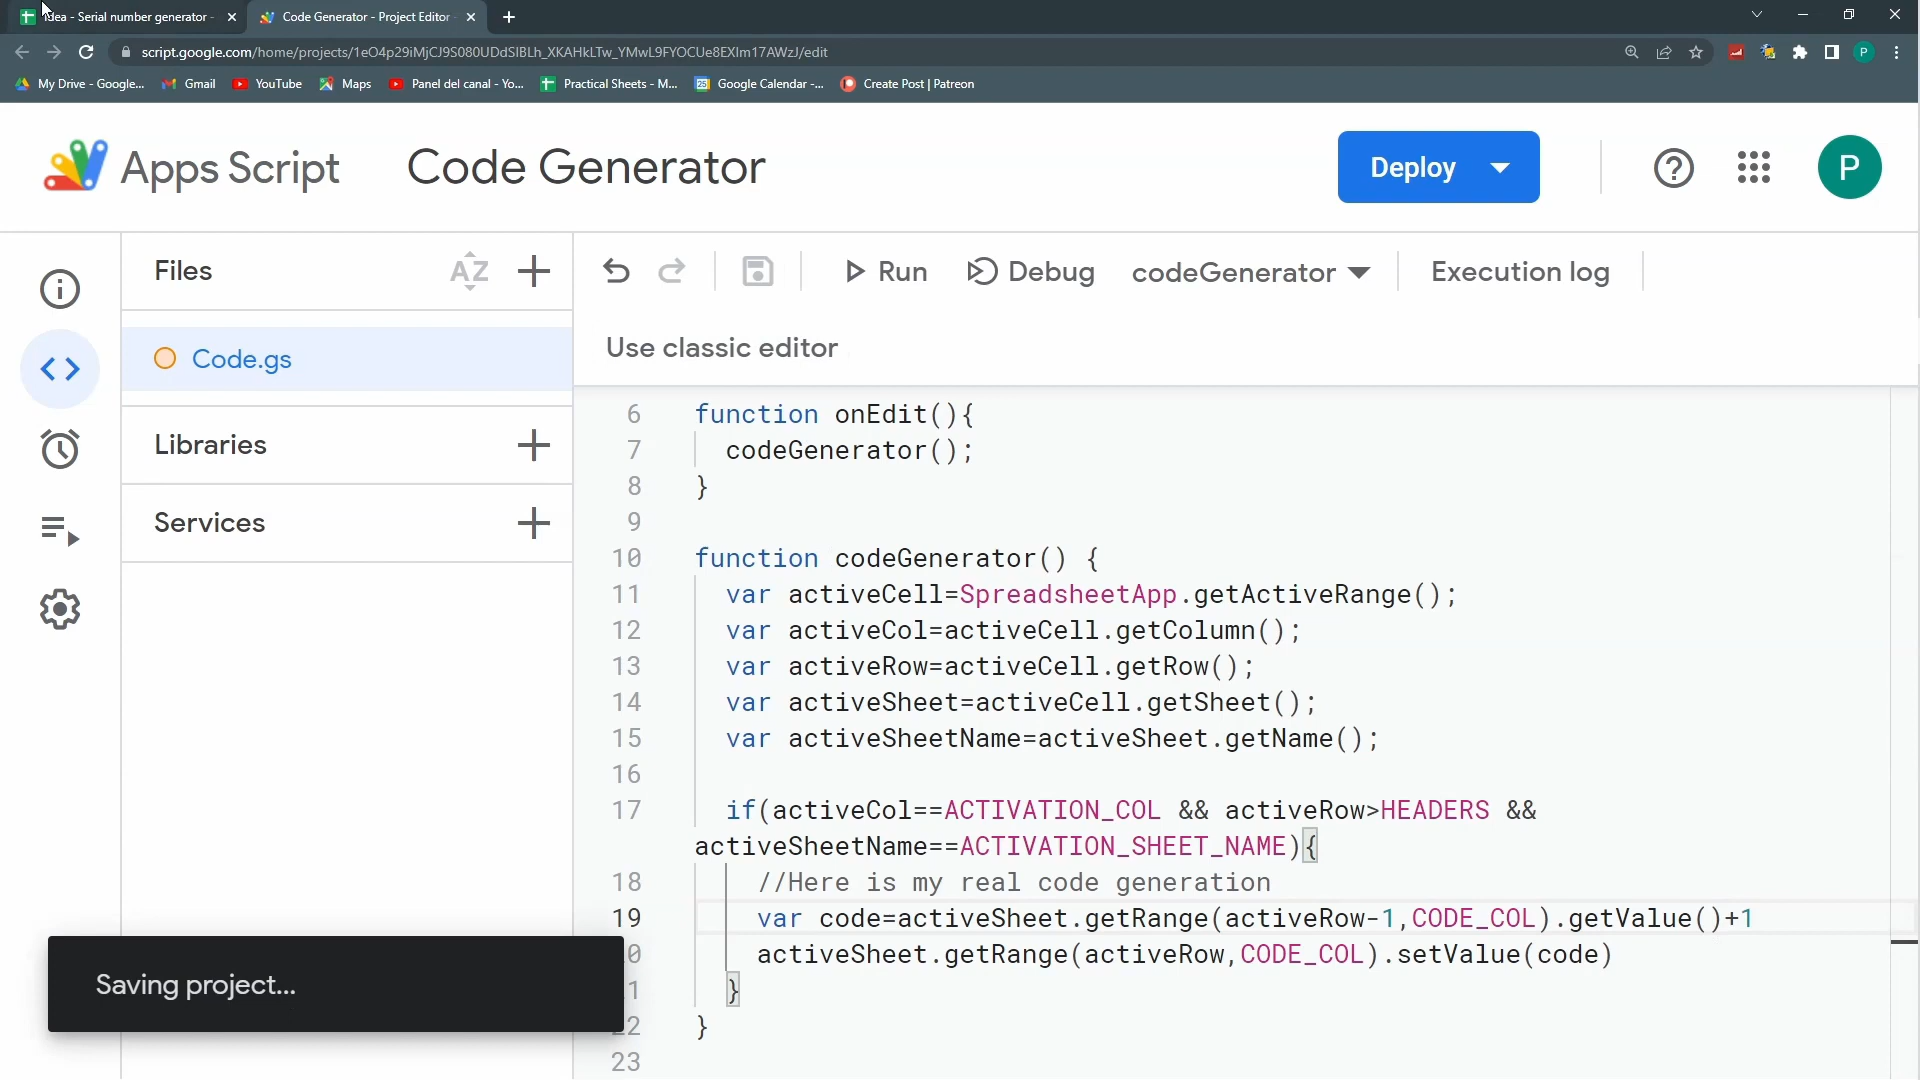 Idea - Serial number generator -
Code Generator - Project Editor -
script.google.com/home/projects/1eO4p29iMjCJ9S080UDdSIBLh_XKAHkLTw_YMwL9FYOCUe8EXIm17AWzJ/edit
P
My Drive - Google...
Gmail
YouTube
Maps
Panel del canal - Yo...
Practical Sheets - M...
Google Calendar -...
Create Post | Patreon
Apps Script
Code Generator
Deploy
P
Files
AZ
Run
Debug
codeGenerator
Execution log
Use classic editor
Code.gs
Libraries
Services
6 function onEdit(){
7 codeGenerator();
8 }
9
10 function codeGenerator() {
11 var activeCell=SpreadsheetApp.getActiveRange();
12 var activeCol=activeCell.getColumn();
13 var activeRow=activeCell.getRow();
14 var activeSheet=activeCell.getSheet();
15 var activeSheetName=activeSheet.getName();
16
17 if(activeCol==ACTIVATION_COL && activeRow>HEADERS &&
activeSheetName==ACTIVATION_SHEET_NAME){
18 //Here is my real code generation
19 var code=activeSheet.getRange(activeRow-1,CODE_COL).getValue()+1
0 activeSheet.getRange(activeRow,CODE_COL).setValue(code)
1 }
22 }
23
Saving project...